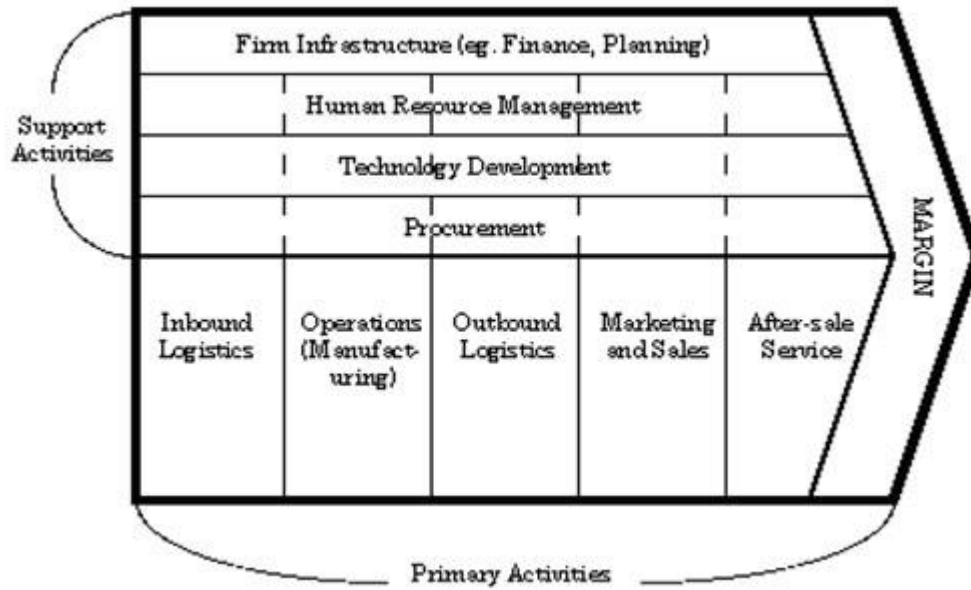 Firm Infrastructure (eg. Finance, Planning)
Human Resource Management
Support
Activities
Technology Development
Procurement
MARGIN
Inbound
Logistics
Operations
(Manufact-
uring)
Outbound
Logistics
Marketing
and Sales
After-sale
Service
Primary Activities